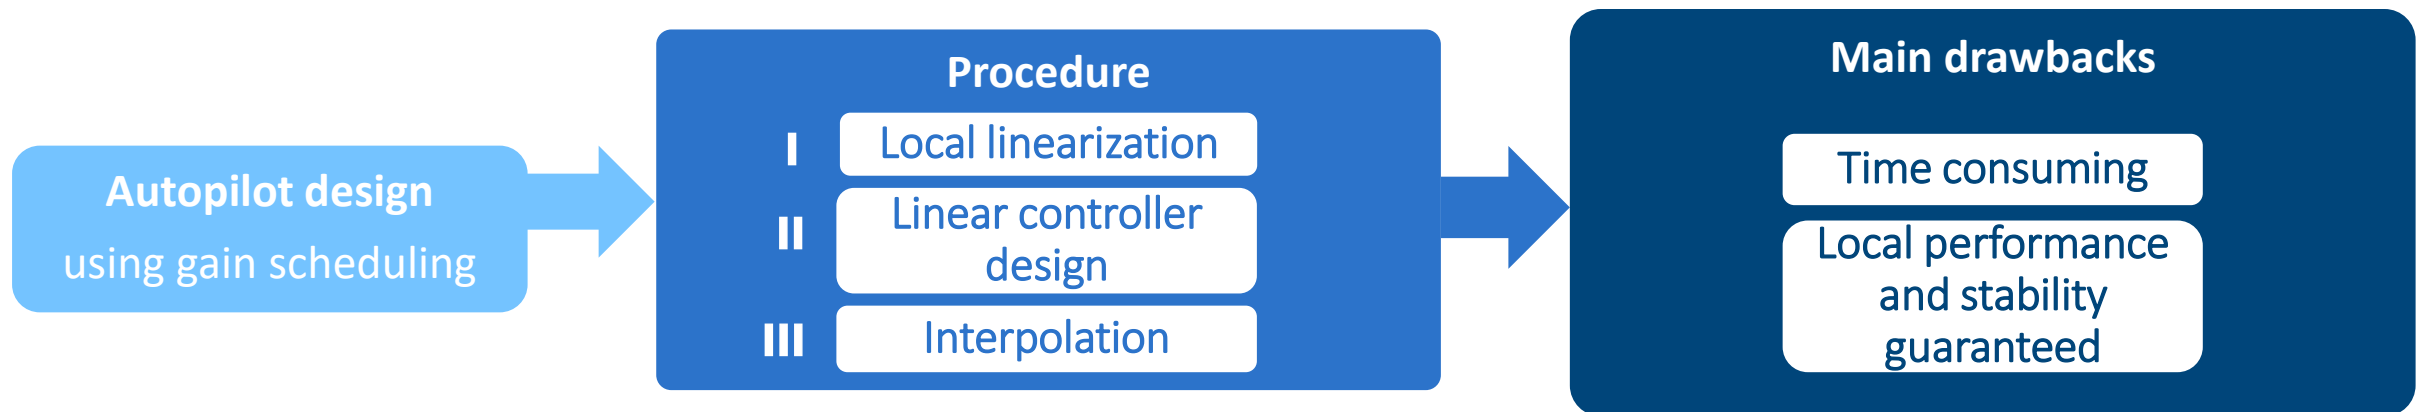 Autopilot design
using gain scheduling
Procedure
I
Local linearization
II
Linear controller
design
III
Interpolation
Main drawbacks
Time consuming
Local performance
and stability
guaranteed